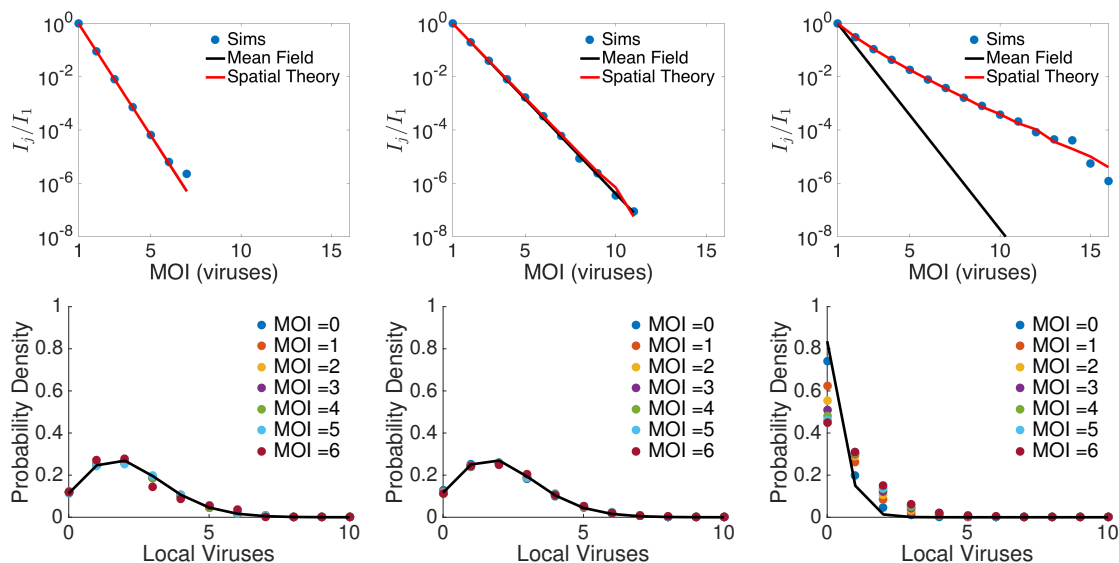 10^0
10^-2
10^-4
10^-6
10^-8
I_j/I_1
Sims
Mean Field
Spatial Theory
1 5 10 15
MOI (viruses)
10^0
10^-2
10^-4
10^-6
10^-8
I_j/I_1
Sims
Mean Field
Spatial Theory
1 5 10 15
MOI (viruses)
10^0
10^-2
10^-4
10^-6
10^-8
I_j/I_1
Sims
Mean Field
Spatial Theory
1 5 10 15
MOI (viruses)
1
0.8
0.6
0.4
0.2
0
Probability Density
MOI =0
MOI =1
MOI =2
MOI =3
MOI =4
MOI =5
MOI =6
0 5 10
Local Viruses
1
0.8
0.6
0.4
0.2
0
Probability Density
MOI =0
MOI =1
MOI =2
MOI =3
MOI =4
MOI =5
MOI =6
0 5 10
Local Viruses
1
0.8
0.6
0.4
0.2
0
Probability Density
MOI =0
MOI =1
MOI =2
MOI =3
MOI =4
MOI =5
MOI =6
0 5 10
Local Viruses